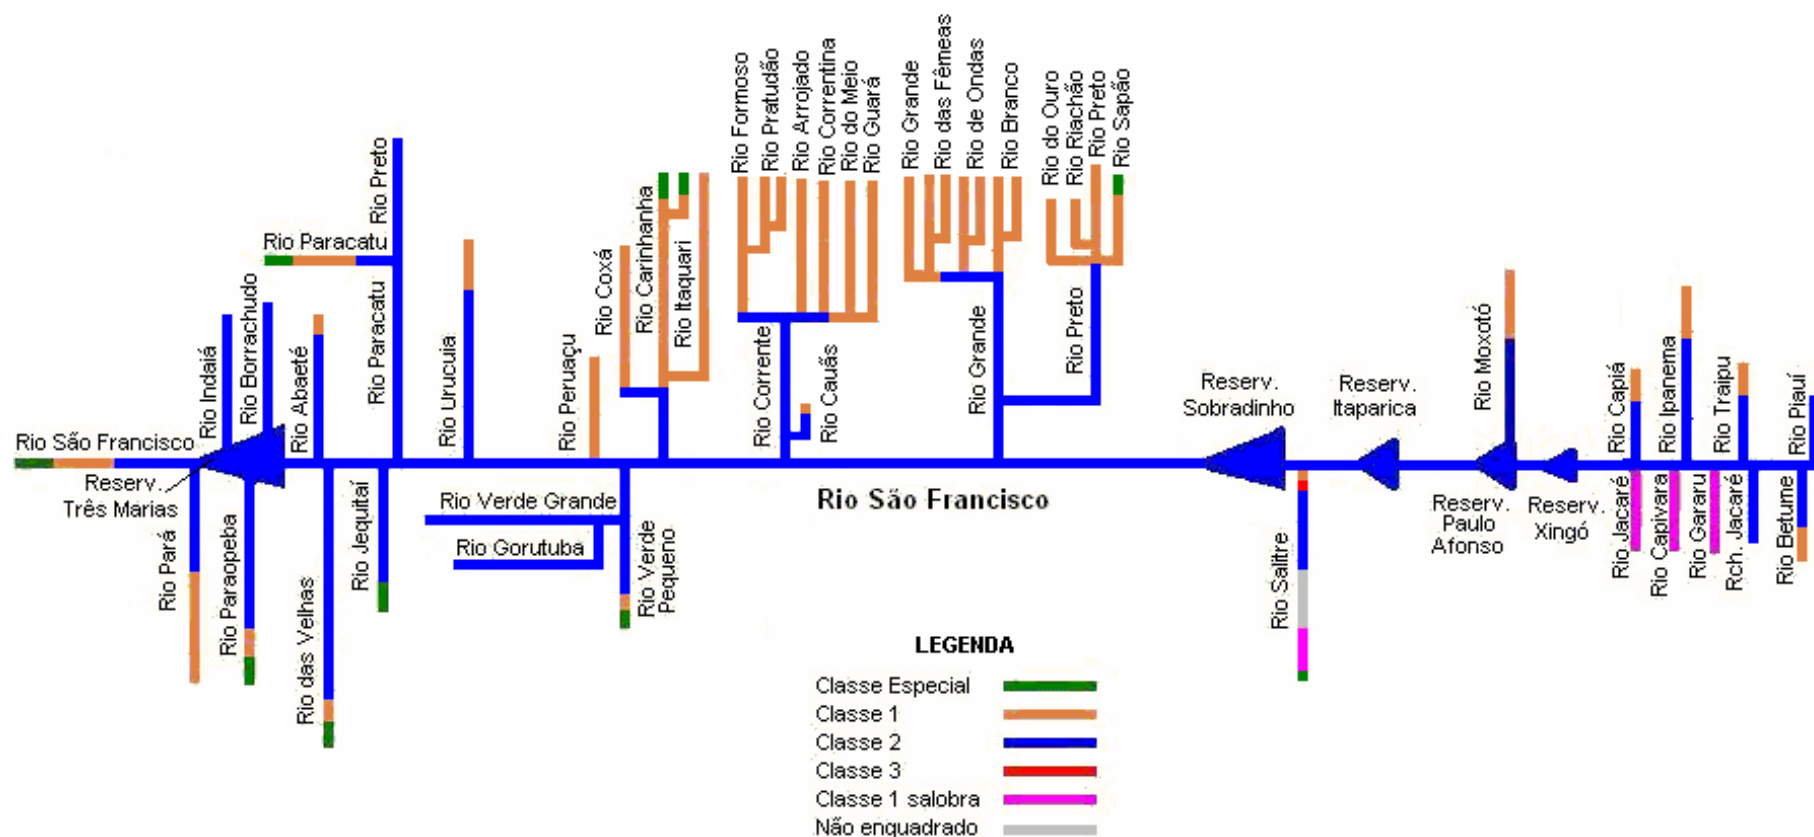 Rio Formoso
Rio Pratudão
Rio Arrojado
Rio Correntina
Rio do Meio
Rio Guará
Rio Grande
Rio das Fêmeas
Rio de Ondas
Rio Branco
Rio do Ouro
Rio Riachão
Rio Preto
Rio Sapão
Rio Preto
Rio Paracatu
Rio Carinhanha
Rio Itaquari
Rio Coxá
Rio Indaiá
Rio Borrachudo
Rio Abaeté
Rio Paracatu
Rio Urucuia
Rio Peruaçu
Rio Corrente
Rio Cauãs
Rio Grande
Rio Preto
Reserv.
Sobradinho
Reserv.
Itaparica
Rio Moxotó
Rio Capiá
Rio Ipanema
Rio Traipu
Rio Piauí
Rio São Francisco
Reserv.
Três Marias
Rio Pará
Rio Paraopeba
Rio das Velhas
Rio Jequitaí
Rio Verde Grande
Rio Gorutuba
Rio Verde
Pequeno
Rio São Francisco
Rio Salitre
Reserv.
Paulo
Afonso
Reserv.
Xingó
Rio Jacaré
Rio Capivara
Rio Gararu
Rch. Jacaré
Rio Betume
LEGENDA
Classe Especial
Classe 1
Classe 2
Classe 3
Classe 1 salobra
Não enquadrado